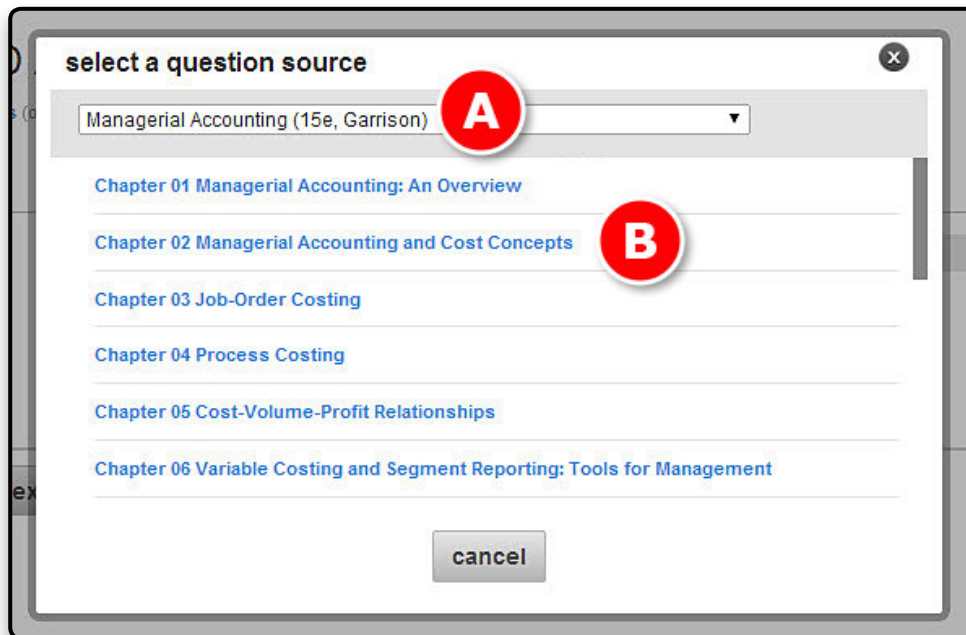 select a question source
x
Managerial Accounting (15e, Garrison)
A
Chapter 01 Managerial Accounting: An Overview
Chapter 02 Managerial Accounting and Cost Concepts
B
Chapter 03 Job-Order Costing
Chapter 04 Process Costing
Chapter 05 Cost-Volume-Profit Relationships
Chapter 06 Variable Costing and Segment Reporting: Tools for Management
cancel